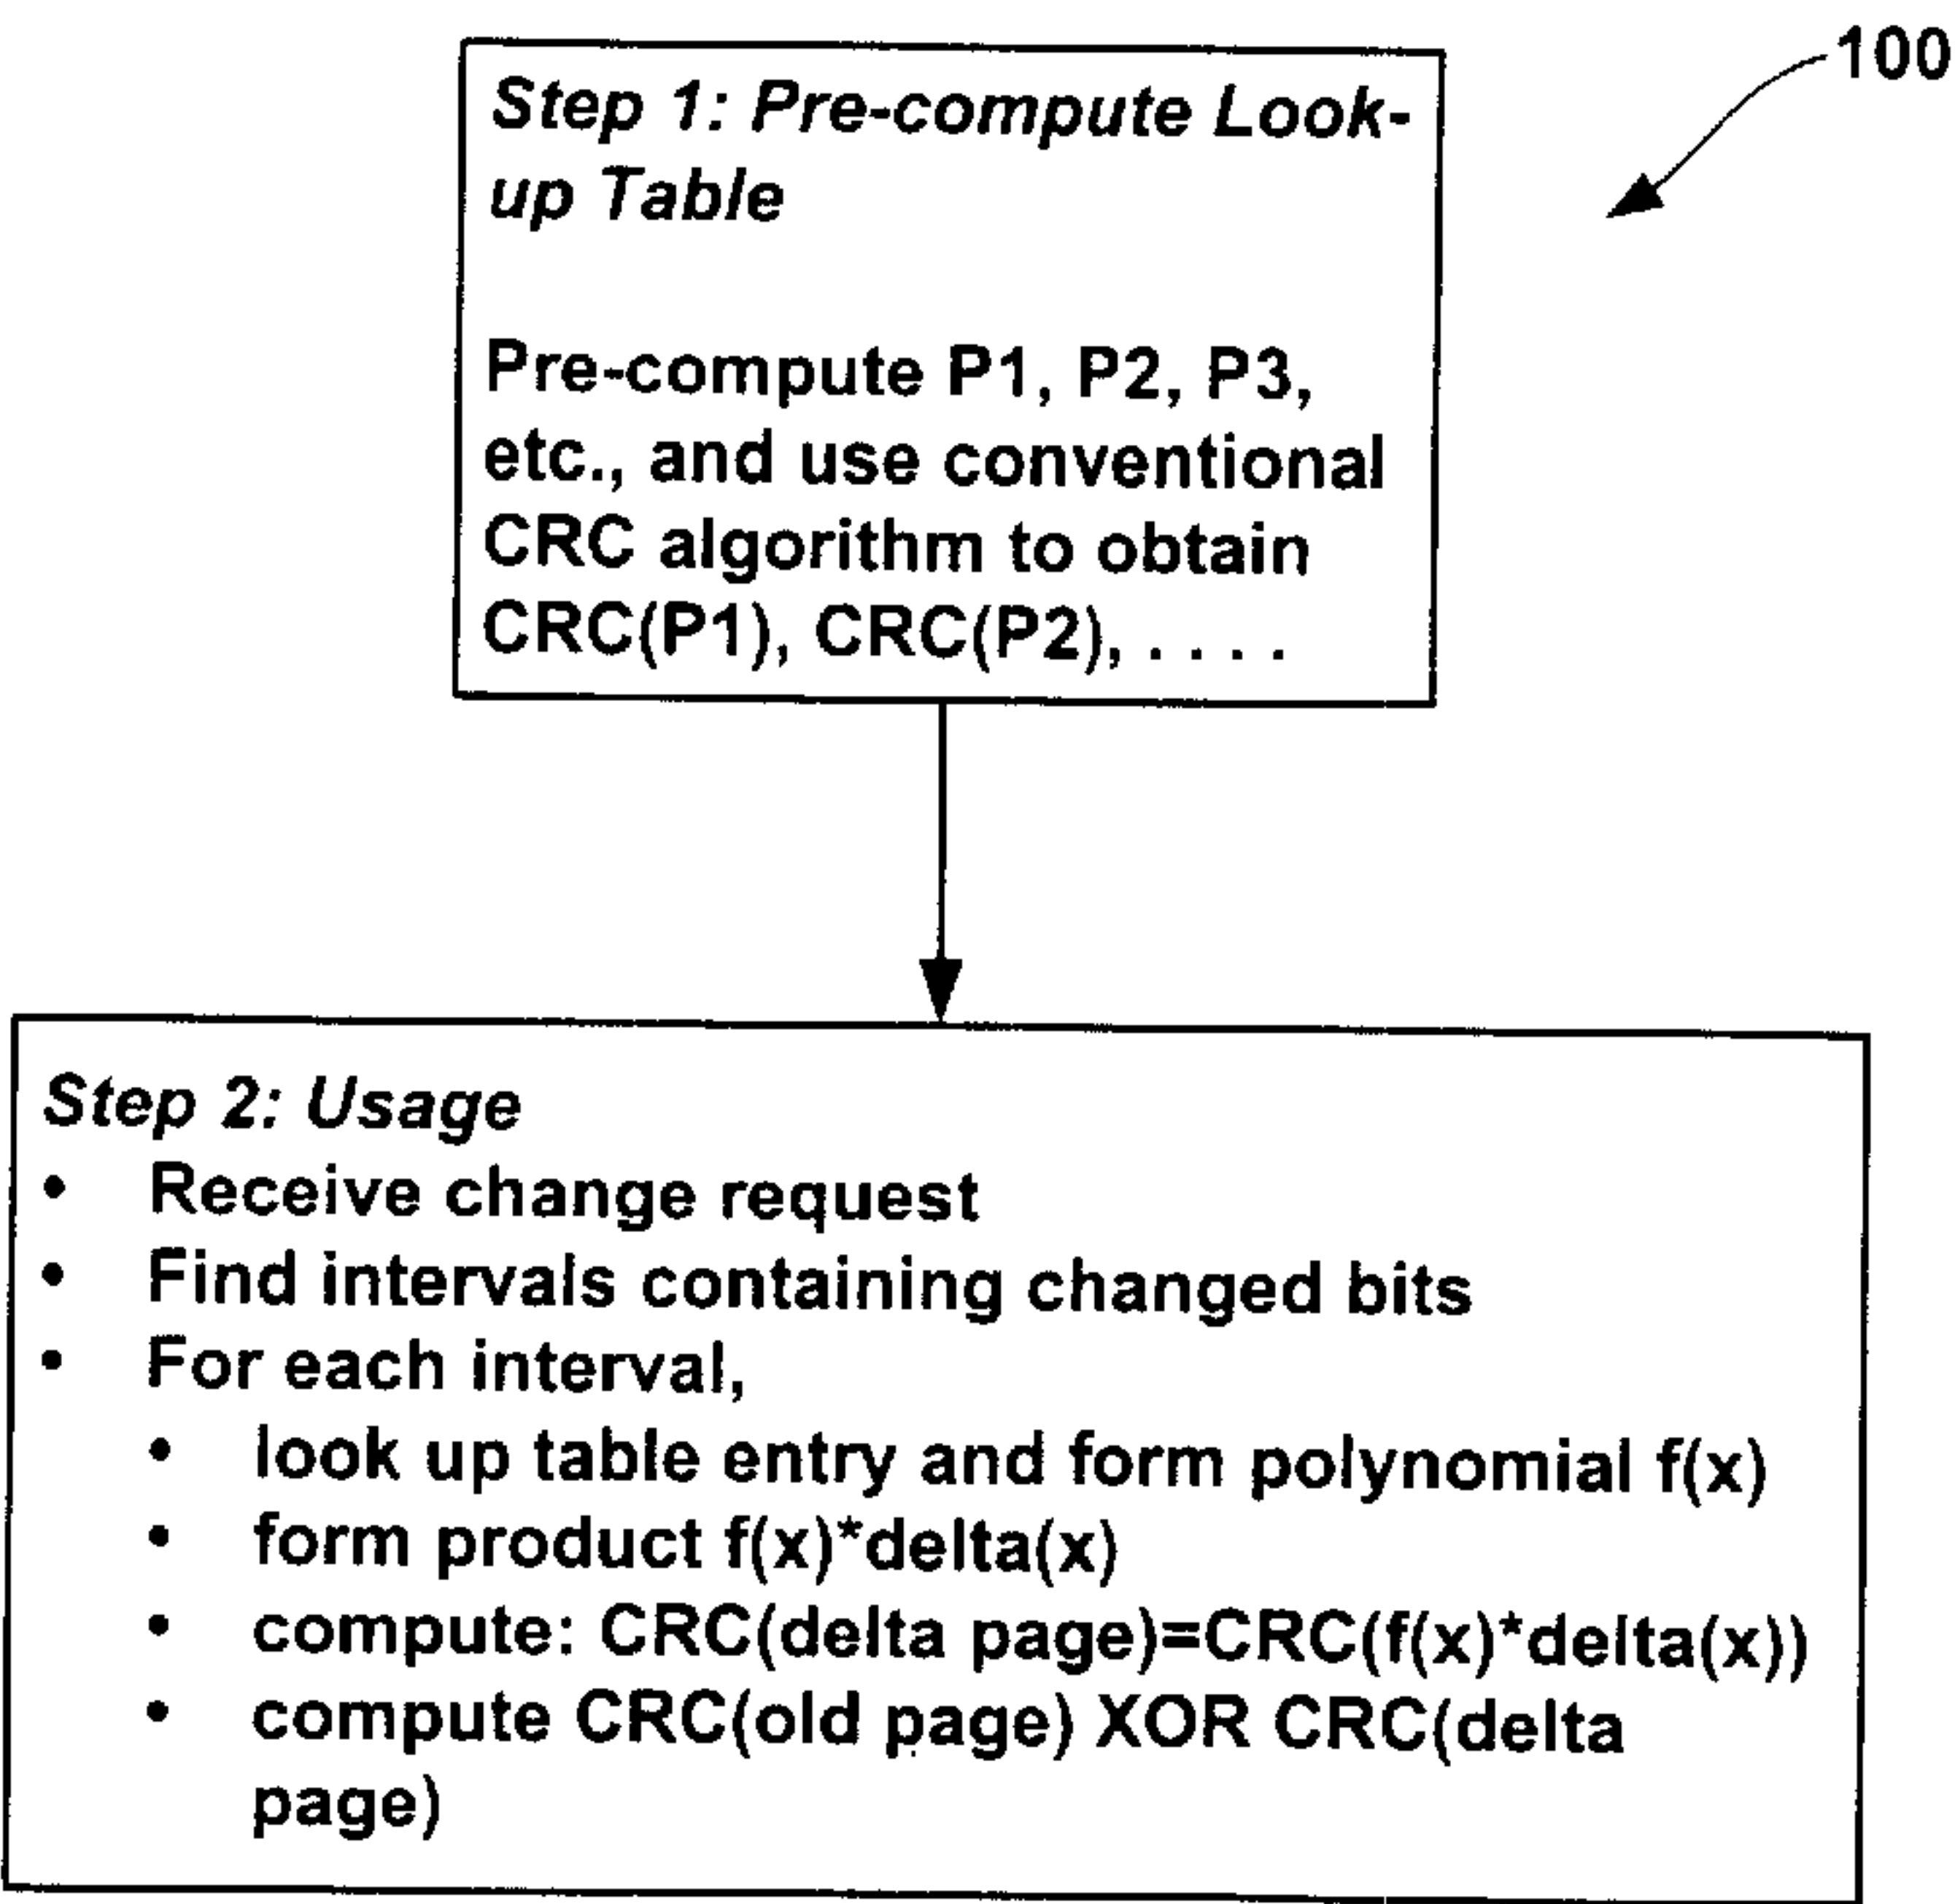 100
Step 1: Pre-compute Look-
up Table
Pre-compute P1, P2, P3,
etc., and use conventional
CRC algorithm to obtain
CRC(P1), CRC(P2), . . . .
Step 2: Usage
• Receive change request
• Find intervals containing changed bits
• For each interval,
• look up table entry and form polynomial f(x)
• form product f(x)*delta(x)
• compute: CRC(delta page)=CRC(f(x)*delta(x))
• compute CRC(old page) XOR CRC(delta
page)